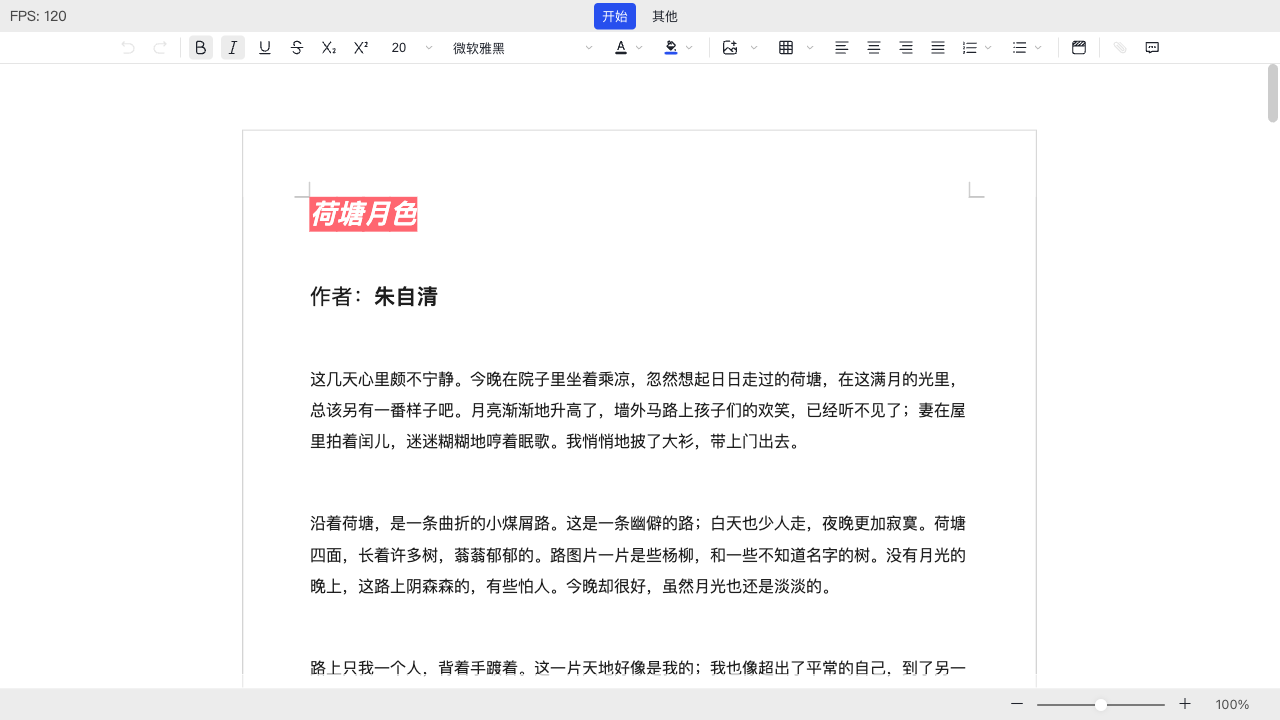 FPS: 120
开始
其他
20
微软雅黑
荷塘月色
作者：朱自清
这几天心里颇不宁静。今晚在院子里坐着乘凉，忽然想起日日走过的荷塘，在这满月的光里，
总该另有一番样子吧。月亮渐渐地升高了，墙外马路上孩子们的欢笑，已经听不见了；妻在屋
里拍着闰儿，迷迷糊糊地哼着眠歌。我悄悄地披了大衫，带上门出去。
沿着荷塘，是一条曲折的小煤屑路。这是一条幽僻的路；白天也少人走，夜晚更加寂寞。荷塘
四面，长着许多树，蓊蓊郁郁的。路图片一片是些杨柳，和一些不知道名字的树。没有月光的
晚上，这路上阴森森的，有些怕人。今晚却很好，虽然月光也还是淡淡的。
路上只我一个人，背着手踱着。这一片天地好像是我的；我也像超出了平常的自己，到了另一
100%